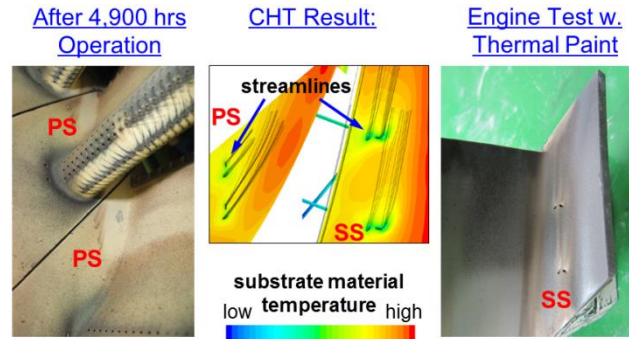 After 4,900 hrs
Operation
CHT Result:
Engine Test w.
Thermal Paint
streamlines
PS
PS
PS
SS
SS
substrate material
temperature
low
high